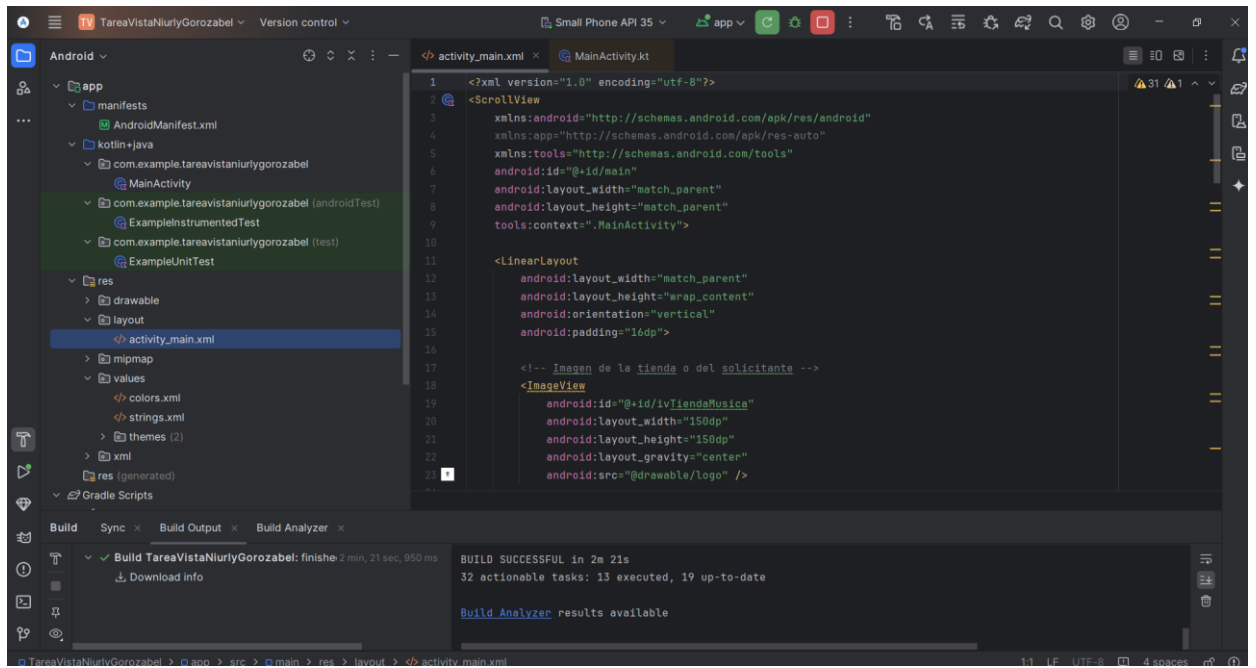 TV TareaVistaNiurlyGorozabel Version control Small Phone API 35 app
Android
app
manifests
AndroidManifest.xml
kotlin+java
com.example.tareavistaniurlygorozabel
MainActivity
com.example.tareavistaniurlygorozabel (androidTest)
ExampleInstrumentedTest
com.example.tareavistaniurlygorozabel (test)
ExampleUnitTest
res
drawable
layout
activity_main.xml
mipmap
values
colors.xml
strings.xml
themes (2)
xml
res (generated)
Gradle Scripts
activity_main.xml MainActivity.kt
31 1
1 <?xml version="1.0" encoding="utf-8"?>
2 <ScrollView
3 xmlns:android="http://schemas.android.com/apk/res/android"
4 xmlns:app="http://schemas.android.com/apk/res-auto"
5 xmlns:tools="http://schemas.android.com/tools"
6 android:id="@+id/main"
7 android:layout_width="match_parent"
8 android:layout_height="match_parent"
9 tools:context=".MainActivity">
10
11 <LinearLayout
12 android:layout_width="match_parent"
13 android:layout_height="wrap_content"
14 android:orientation="vertical"
15 android:padding="16dp">
16
17 <!-- Imagen de la tienda o del solicitante -->
18 <ImageView
19 android:id="@+id/ivTiendaMusica"
20 android:layout_width="150dp"
21 android:layout_height="150dp"
22 android:layout_gravity="center"
23 android:src="@drawable/logo" />
Build Sync Build Output Build Analyzer
Build TareaVistaNiurlyGorozabel: finishe 2 min, 21 sec, 950 ms
Download info
BUILD SUCCESSFUL in 2m 21s
32 actionable tasks: 13 executed, 19 up-to-date
Build Analyzer results available
TareaVistaNiurlyGorozabel > app > src > main > res > layout > activity_main.xml 1:1 LF UTF-8 4 spaces